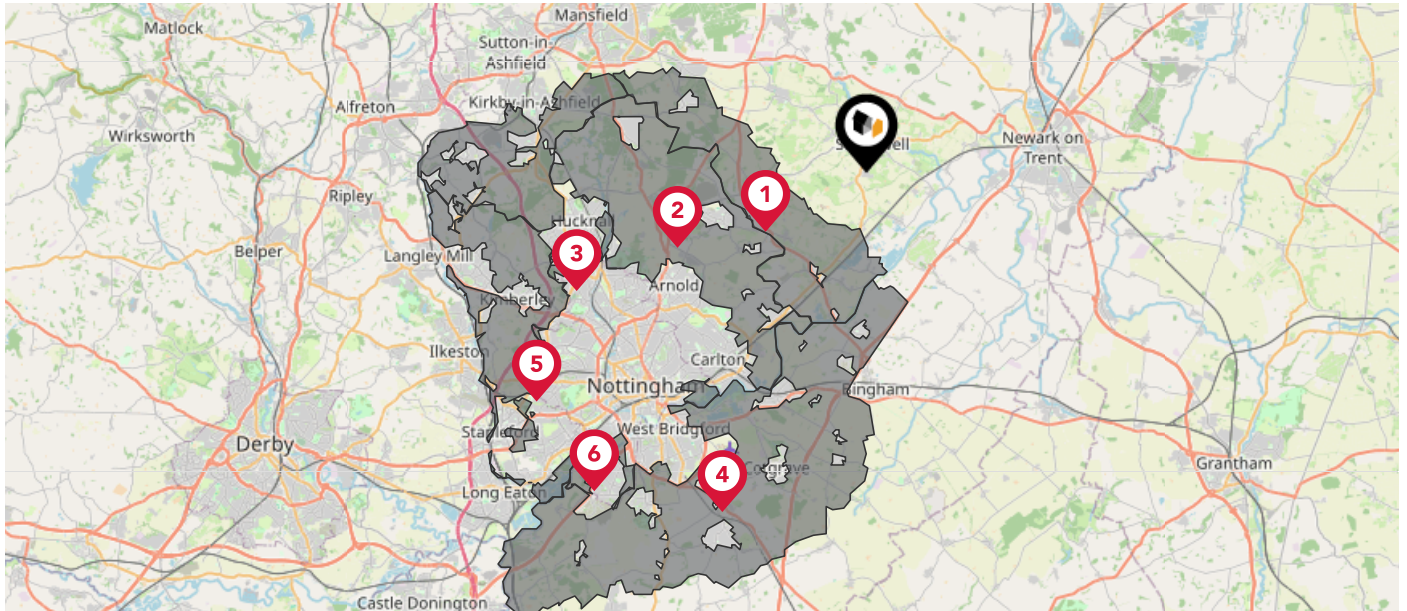 Mansfield
Matlock
Sutton-in-
Ashfield
Alfreton
Kirkby-in-Ashfield
Wirksworth
Newark on
Trent
Ripley
1
2
Hucknall
Belper
Langley Mill
3
Arnold
Kimberley
Ilkeston
5
Carlton
Nottingham
Bingham
West Bridgford
Stapleford
Derby
6
4
Cotgrave
Grantham
Long Eaton
Castle Donington